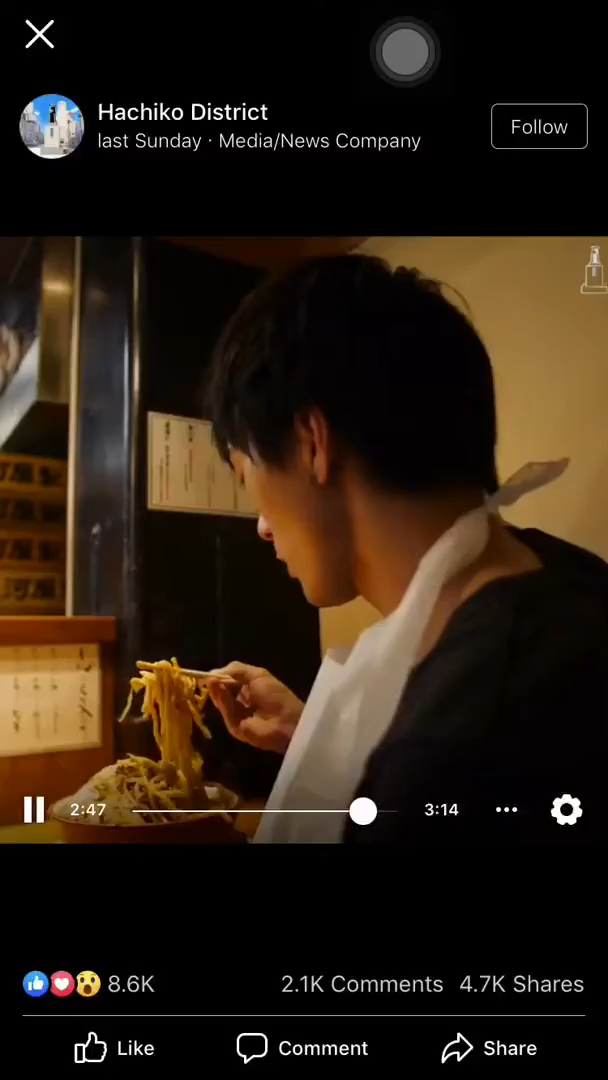 Hachiko District
last Sunday · Media/News Company
Follow
2:47
3:14
8.6K
2.1K Comments
4.7K Shares
Like
Comment
Share